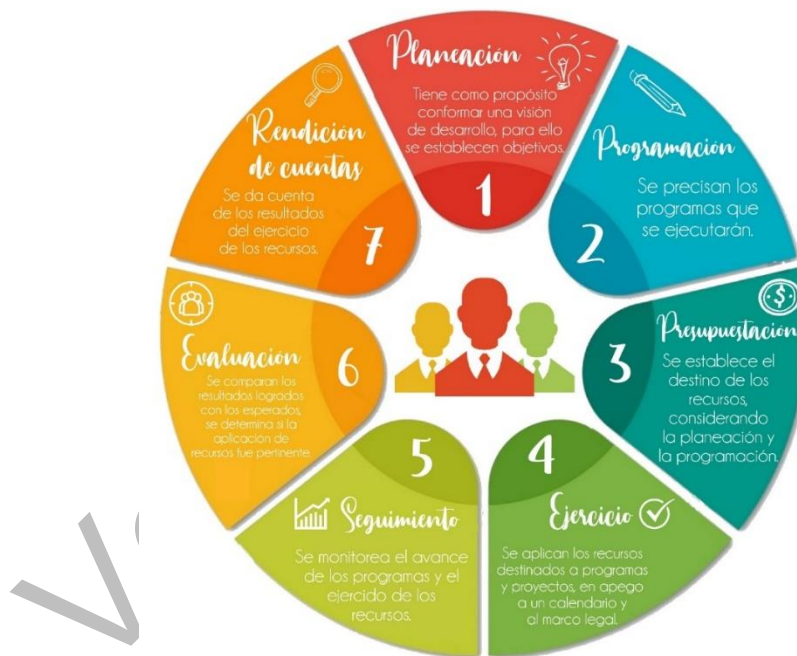 Planeación
Tiene como propósito
conformar una visión
de desarrollo, para ello
se establecen objetivos.
1
Programación
Se precisan los
programas que
se ejecutarán.
2
Presupuestación
Se establece el
destino de los
recursos,
considerando
la planeación y
la programación.
3
4
Ejercicio
Se aplican los recursos
destinados a programas
y proyectos, en apego
a un calendario y
al marco legal.
5
Seguimiento
Se monitorea el avance
de los programas y el
ejercido de los
recursos.
6
Evaluación
Se comparan los
resultados logrados
con los esperados,
se determina si la
aplicación de
recursos fue pertinente.
7
Rendición
de cuentas
Se da cuenta
de los resultados
del ejercicio
de los recursos.
$